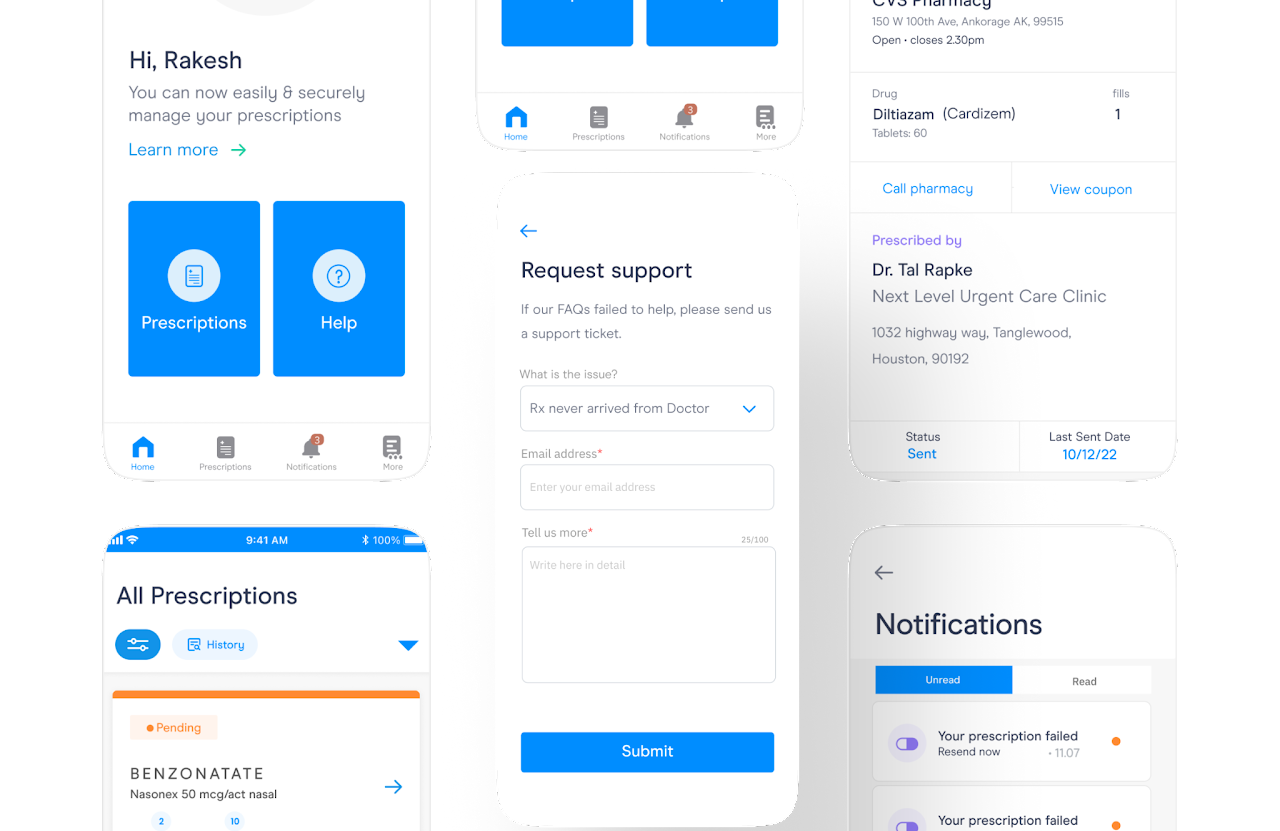 Hi, Rakesh
You can now easily & securely
manage your prescriptions
Learn more
Prescriptions
Help
Home
Prescriptions
3
Notifications
More
9:41 AM
100%
All Prescriptions
History
Pending
BENZONATATE
Nasonex 50 mcg/act nasal
2
10
Home
Prescriptions
3
Notifications
More
Request support
If our FAQs failed to help, please send us
a support ticket.
What is the issue?
Rx never arrived from Doctor
Email address*
Enter your email address
Tell us more*
25/100
Write here in detail
Submit
CVS Pharmacy
150 W 100th Ave, Ankorage AK, 99515
Open • closes 2.30pm
Drug
fills
Diltiazam (Cardizem)
1
Tablets: 60
Call pharmacy
View coupon
Prescribed by
Dr. Tal Rapke
Next Level Urgent Care Clinic
1032 highway way, Tanglewood,
Houston, 90192
Status
Last Sent Date
Sent
10/12/22
Notifications
Unread
Read
Your prescription failed
Resend now
• 11.07
Your prescription failed